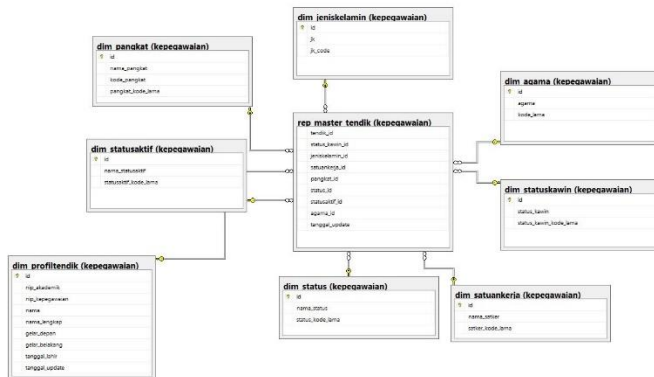 dim_jeniskelamin (kepegawaian)
id
jk
jk_code
dim_pangkat (kepegawaian)
id
nama_pangkat
kode_pangkat
pangkat_kode_lama
dim_agama (kepegawaian)
id
agama
kode_lama
rep_master_tendik (kepegawaian)
tendik_id
status_kawin_id
jeniskelamin_id
satuankerja_id
pangkat_id
status_id
statusaktif_id
agama_id
tanggal_update
dim_statusaktif (kepegawaian)
id
nama_statusaktif
statusaktif_kode_lama
dim_statuskawin (kepegawaian)
id
status_kawin
status_kawin_kode_lama
dim_profiltendik (kepegawaian)
id
nip_akademik
nip_kepegawaian
nama
nama_lengkap
gelar_depan
gelar_belakang
tanggal_lahir
tanggal_update
dim_status (kepegawaian)
id
nama_status
status_kode_lama
dim_satuankerja (kepegawaian)
id
nama_satker
satker_kode_lama